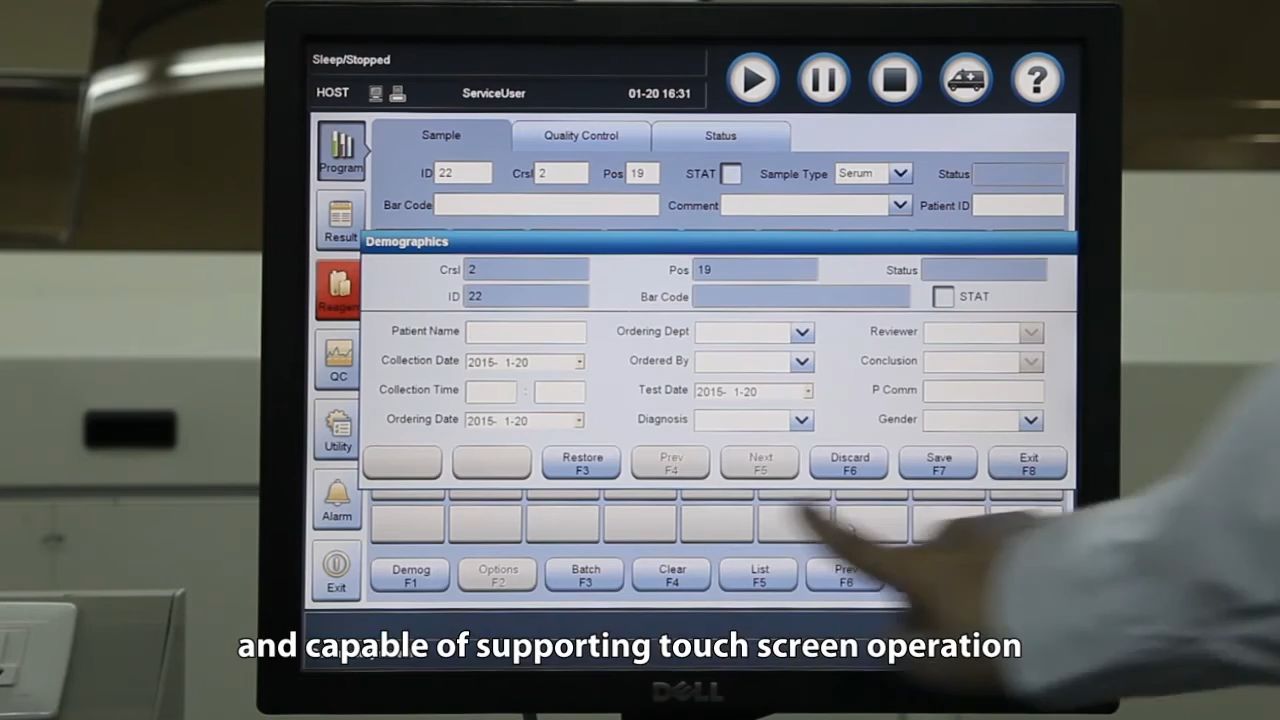 Sleep/Stopped
HOST ServiceUser 01-20 16:31
?
Program
Result
Reagent
QC
Utility
Alarm
Exit
Sample Quality Control Status
ID 22 Crsl 2 Pos 19 STAT Sample Type Serum Status
Bar Code Comment Patient ID
Demographics
Crsl 2 Pos 19 Status
ID 22 Bar Code STAT
Patient Name Ordering Dept Reviewer
Collection Date 2015- 1-20 Ordered By Conclusion
Collection Time : Test Date 2015- 1-20 P Comm
Ordering Date 2015- 1-20 Diagnosis Gender
Restore Prev Next Discard Save Exit
F3 F4 F5 F6 F7 F8
Demog Options Batch Clear List Prev
F1 F2 F3 F4 F5 F6
and capable of supporting touch screen operation
DELL